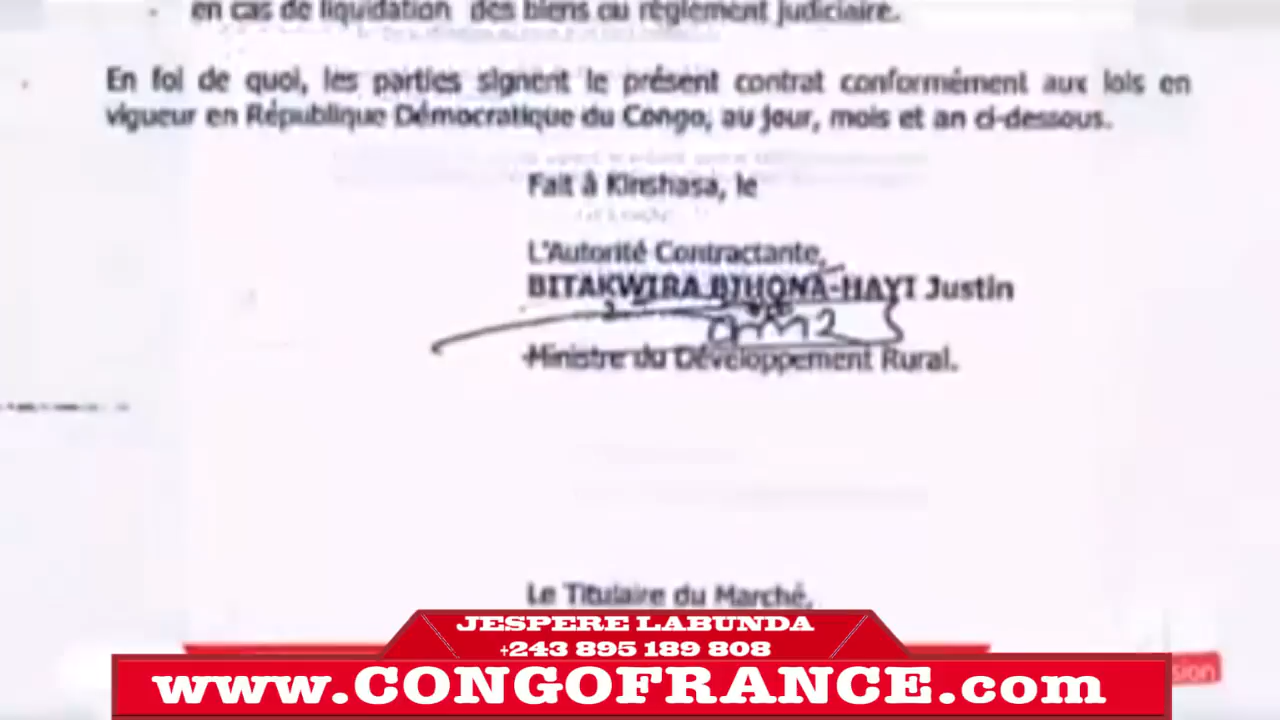 en cas de liquidation des biens ou règlement judiciaire.
En foi de quoi, les parties signent le présent contrat conformément aux lois en
vigueur en République Démocratique du Congo, au jour, mois et an ci-dessous.
Fait à Kinshasa, le
L'Autorité Contractante,
BITAKWIRA BIHONA-HAYI Justin
Ministre du Développement Rural.
Le Titulaire du Marché,
JESPERE LABUNDA
+243 895 189 808
www.CONGOFRANCE.com
sion